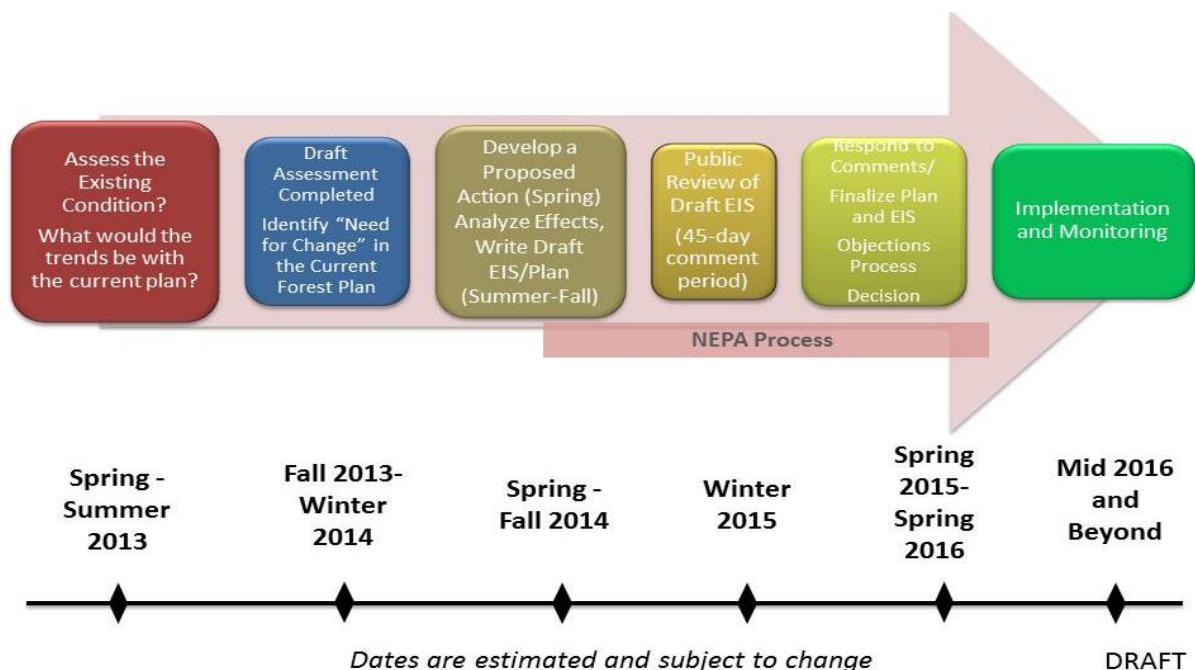 Assess the
Existing
Condition?
What would the
trends be with
the current plan?
Draft
Assessment
Completed
Identify “Need
for Change” in
the Current
Forest Plan
Develop a
Proposed
Action (Spring)
Analyze Effects,
Write Draft
EIS/Plan
(Summer-Fall)
Public
Review of
Draft EIS
(45-day
comment
period)
Respond to
Comments/
Finalize Plan
and EIS
Objections
Process
Decision
Implementation
and Monitoring
NEPA Process
Spring -
Summer
2013
Fall 2013-
Winter
2014
Spring -
Fall 2014
Winter
2015
Spring
2015-
Spring
2016
Mid 2016
and
Beyond
Dates are estimated and subject to change
DRAFT